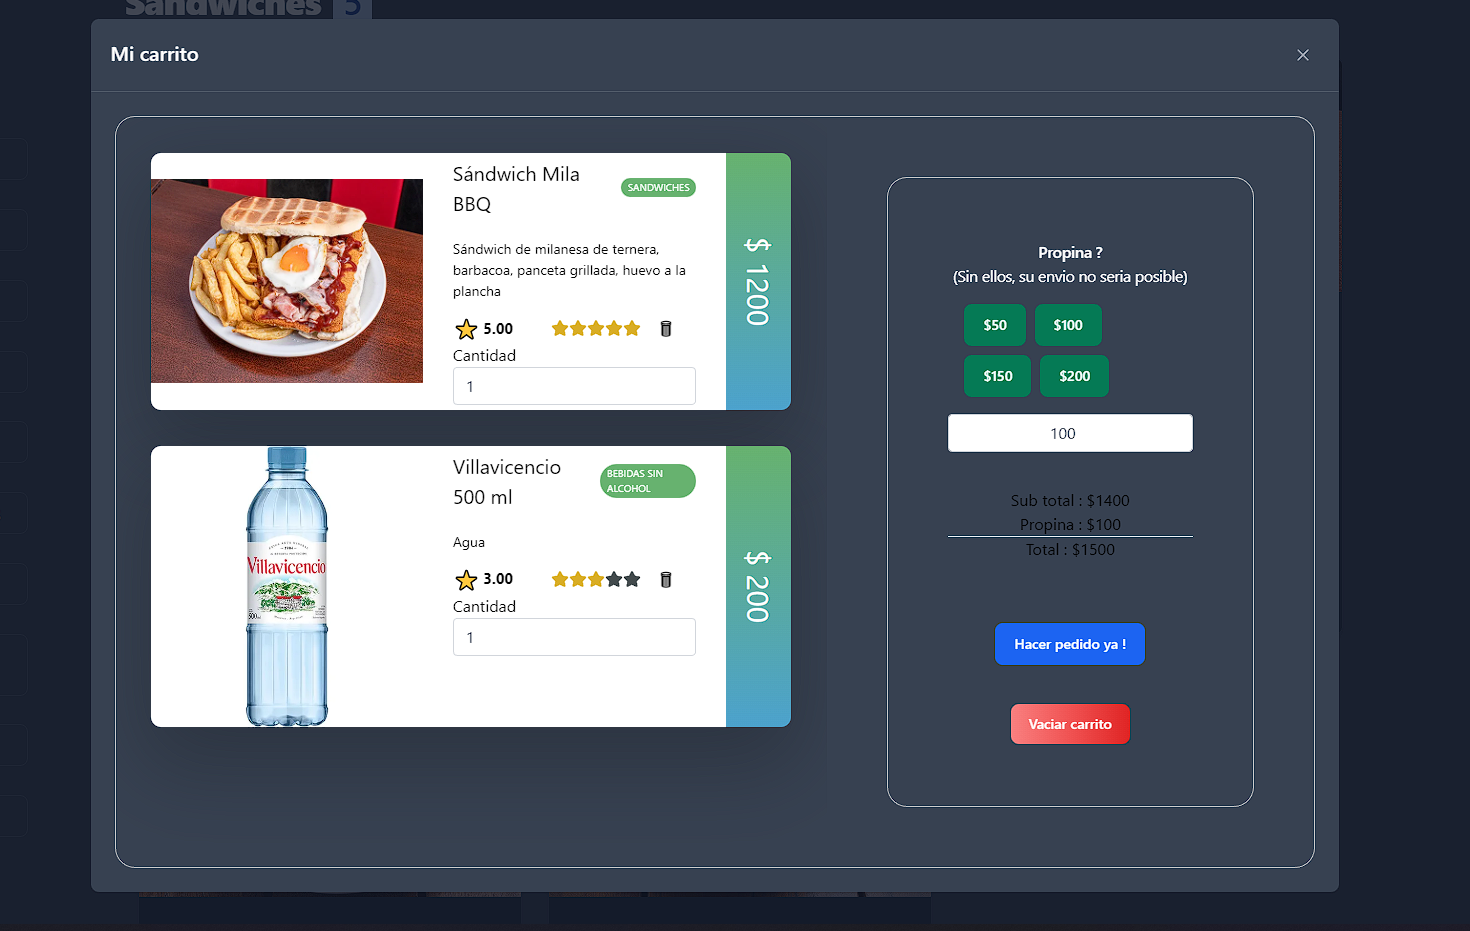 Sandwiches 5
Mi carrito
Sándwich Mila
BBQ
SANDWICHES
Sándwich de milanesa de ternera,
barbacoa, panceta grillada, huevo a la
plancha
5.00
Cantidad
1
$ 1200
Villavicencio
500 ml
BEBIDAS SIN
ALCOHOL
Agua
3.00
Cantidad
1
$ 200
Villavicencio
Propina ?
(Sin ellos, su envio no seria posible)
$50
$100
$150
$200
100
Sub total : $1400
Propina : $100
Total : $1500
Hacer pedido ya !
Vaciar carrito